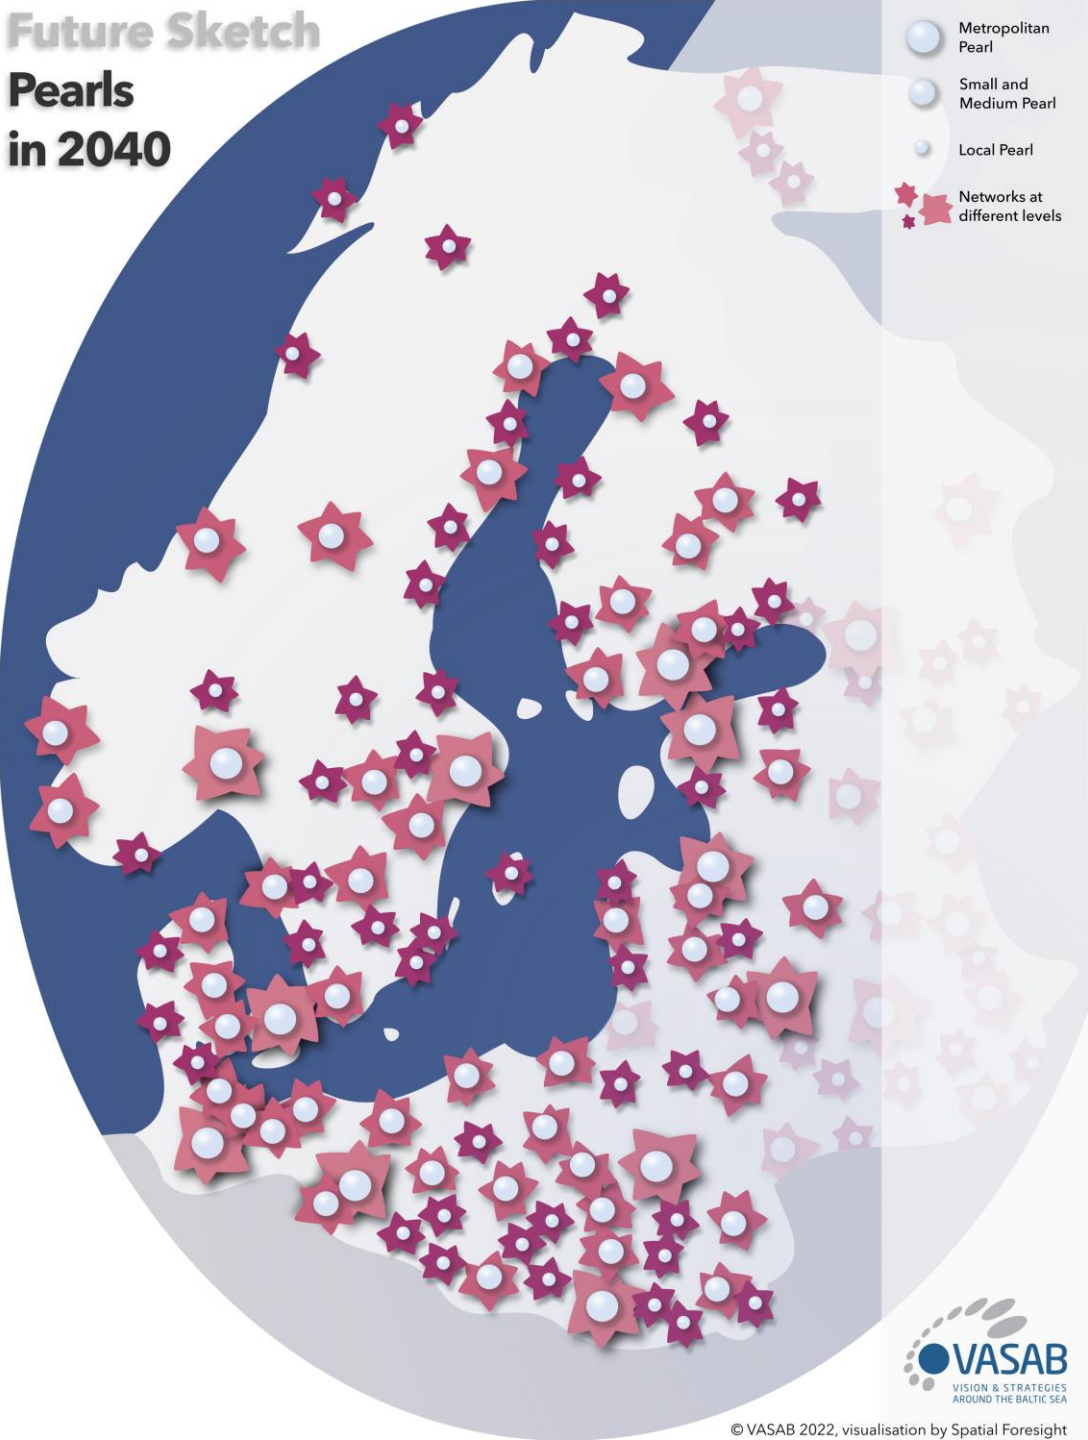 Future Sketch
Pearls
in 2040
Metropolitan
Pearl
Small and
Medium Pearl
Local Pearl
Networks at
different levels
VASAB
VISION & STRATEGIES
AROUND THE BALTIC SEA
© VASAB 2022, visualisation by Spatial Foresight